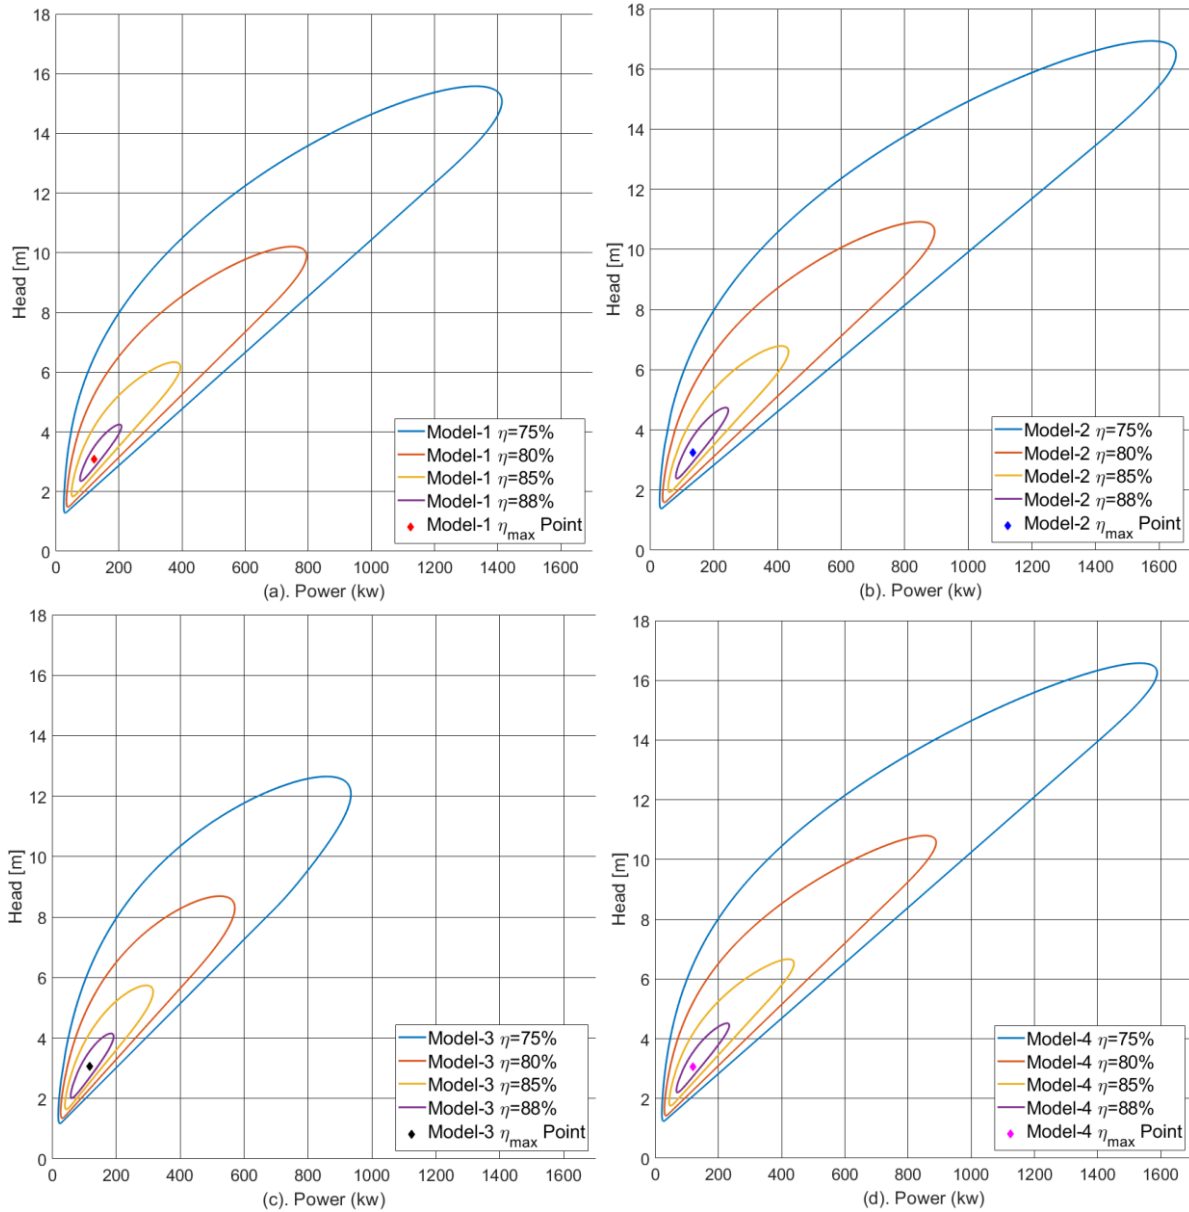 18
16
14
12
10
8
6
4
2
0
Head [m]
0 200 400 600 800 1000 1200 1400 1600
(a). Power (kw)
Model-1 η=75%
Model-1 η=80%
Model-1 η=85%
Model-1 η=88%
Model-1 ηmax Point
18
16
14
12
10
8
6
4
2
0
Head [m]
0 200 400 600 800 1000 1200 1400 1600
(b). Power (kw)
Model-2 η=75%
Model-2 η=80%
Model-2 η=85%
Model-2 η=88%
Model-2 ηmax Point
18
16
14
12
10
8
6
4
2
0
Head [m]
0 200 400 600 800 1000 1200 1400 1600
(c). Power (kw)
Model-3 η=75%
Model-3 η=80%
Model-3 η=85%
Model-3 η=88%
Model-3 ηmax Point
18
16
14
12
10
8
6
4
2
0
Head [m]
0 200 400 600 800 1000 1200 1400 1600
(d). Power (kw)
Model-4 η=75%
Model-4 η=80%
Model-4 η=85%
Model-4 η=88%
Model-4 ηmax Point